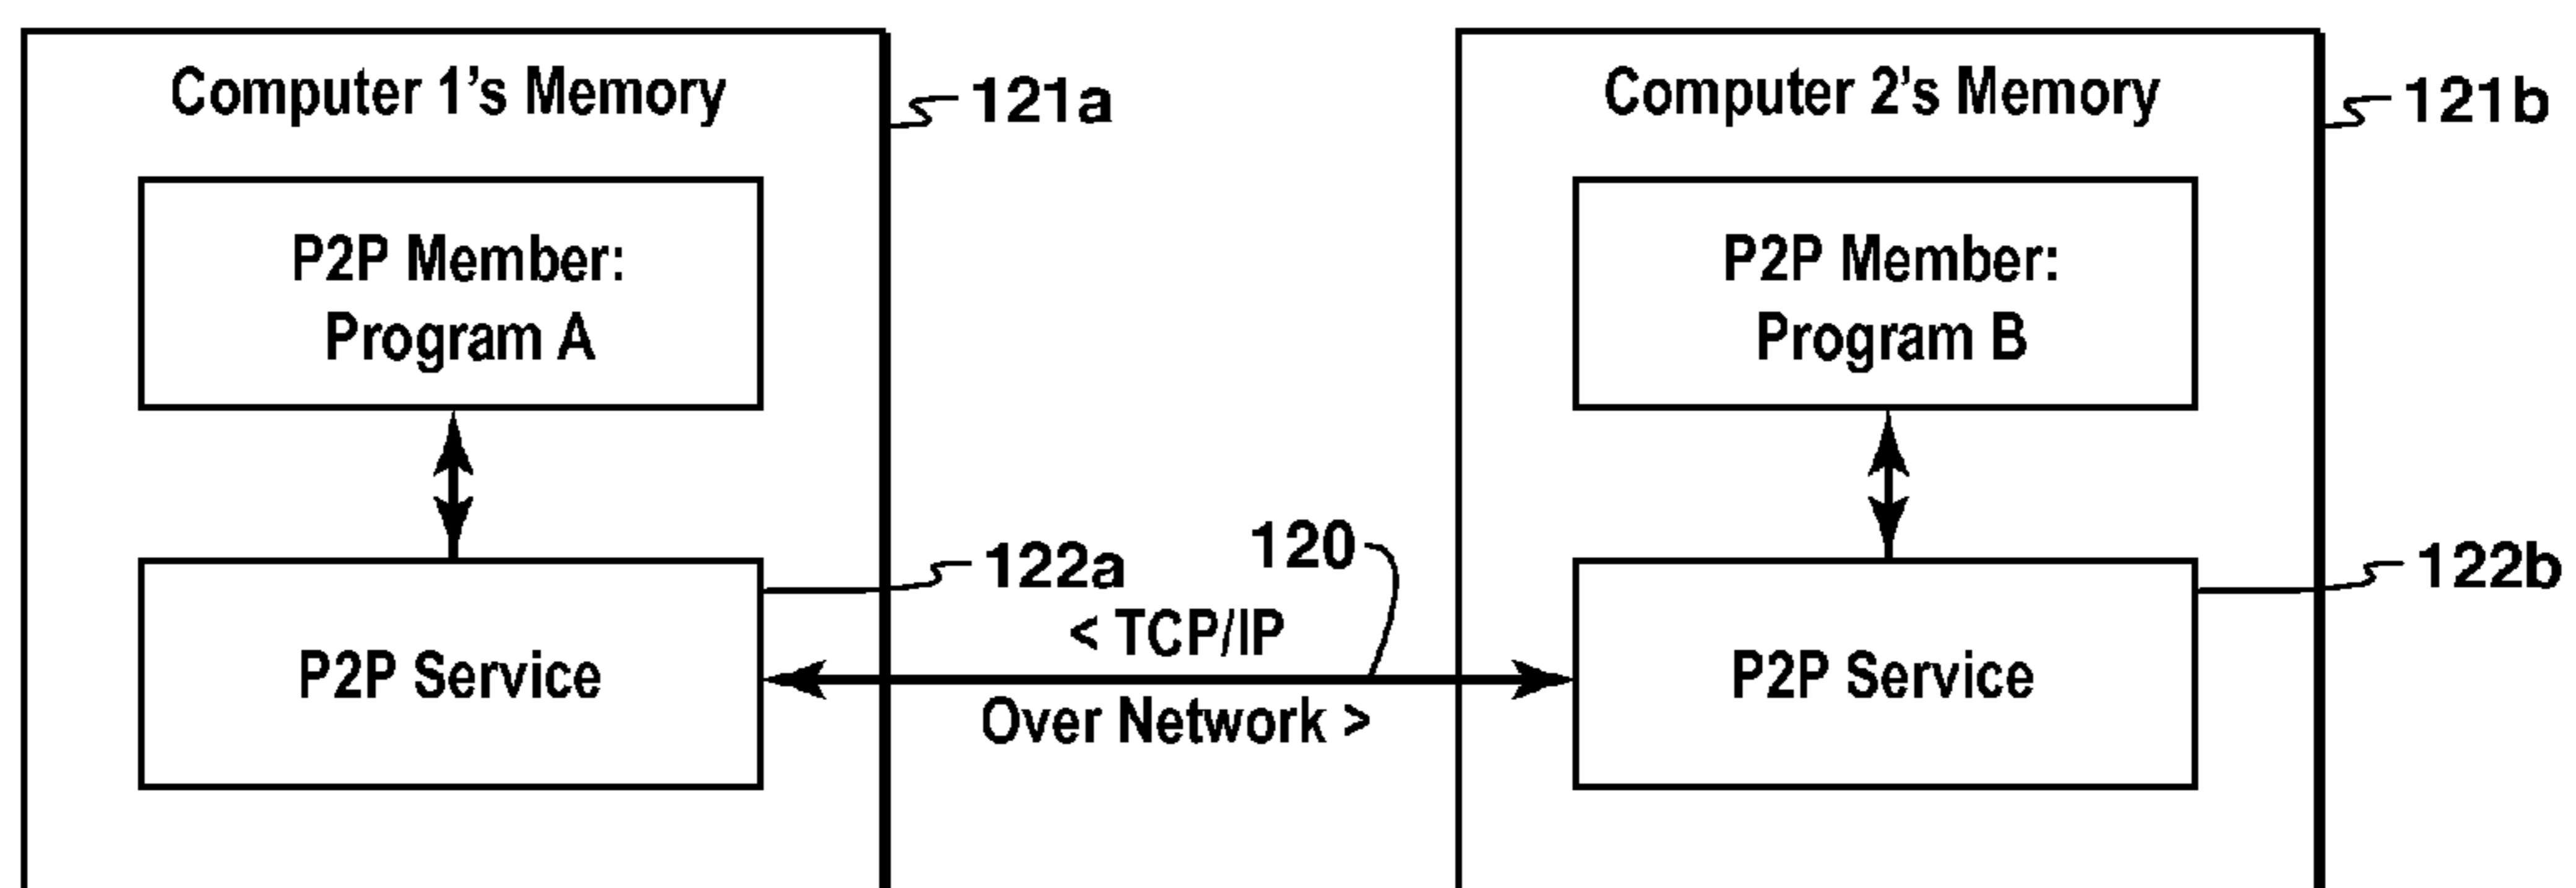 Computer 1's Memory
121a
P2P Member:
Program A
P2P Service
122a
120
< TCP/IP
Over Network >
Computer 2's Memory
121b
P2P Member:
Program B
P2P Service
122b